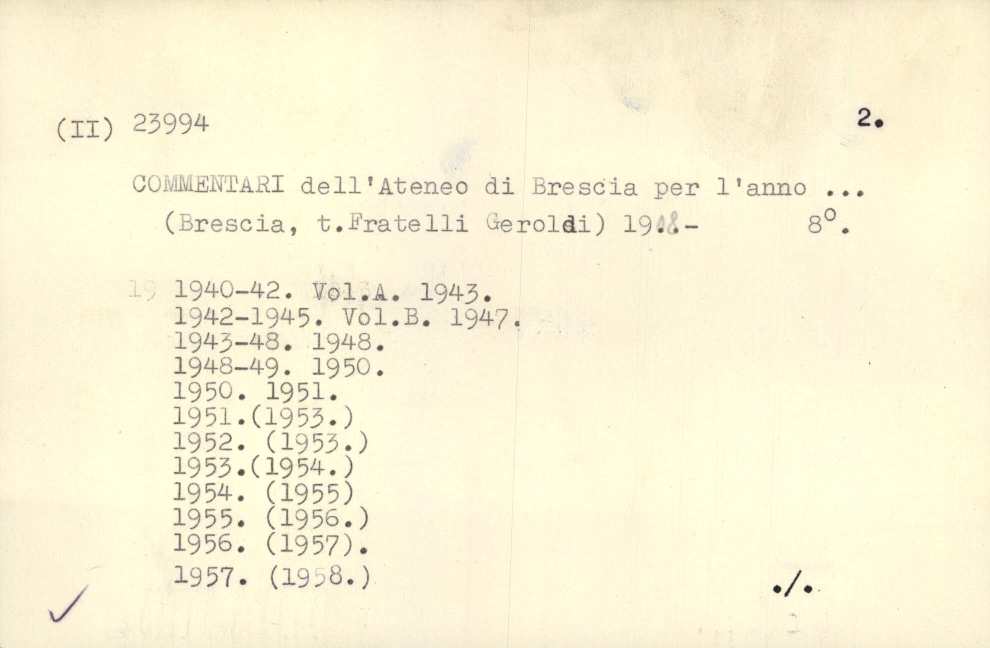 (II) 23994 2.
COMMENTARI dell'Ateneo di Brescia per l'anno ...
(Brescia, t.Fratelli Geroldi) 8°.
19 1940-42. Vol.A. 1943.
1942-1945. Vol.B. 1947.
1943-48. 1948.
1948-49. 1950.
1950. 1951.
1951.(1953.)
1952. (1953.)
1953.(1954.)
1954. (1955)
1955. (1956.)
1956. (1957).
1957. (1958.)
./.